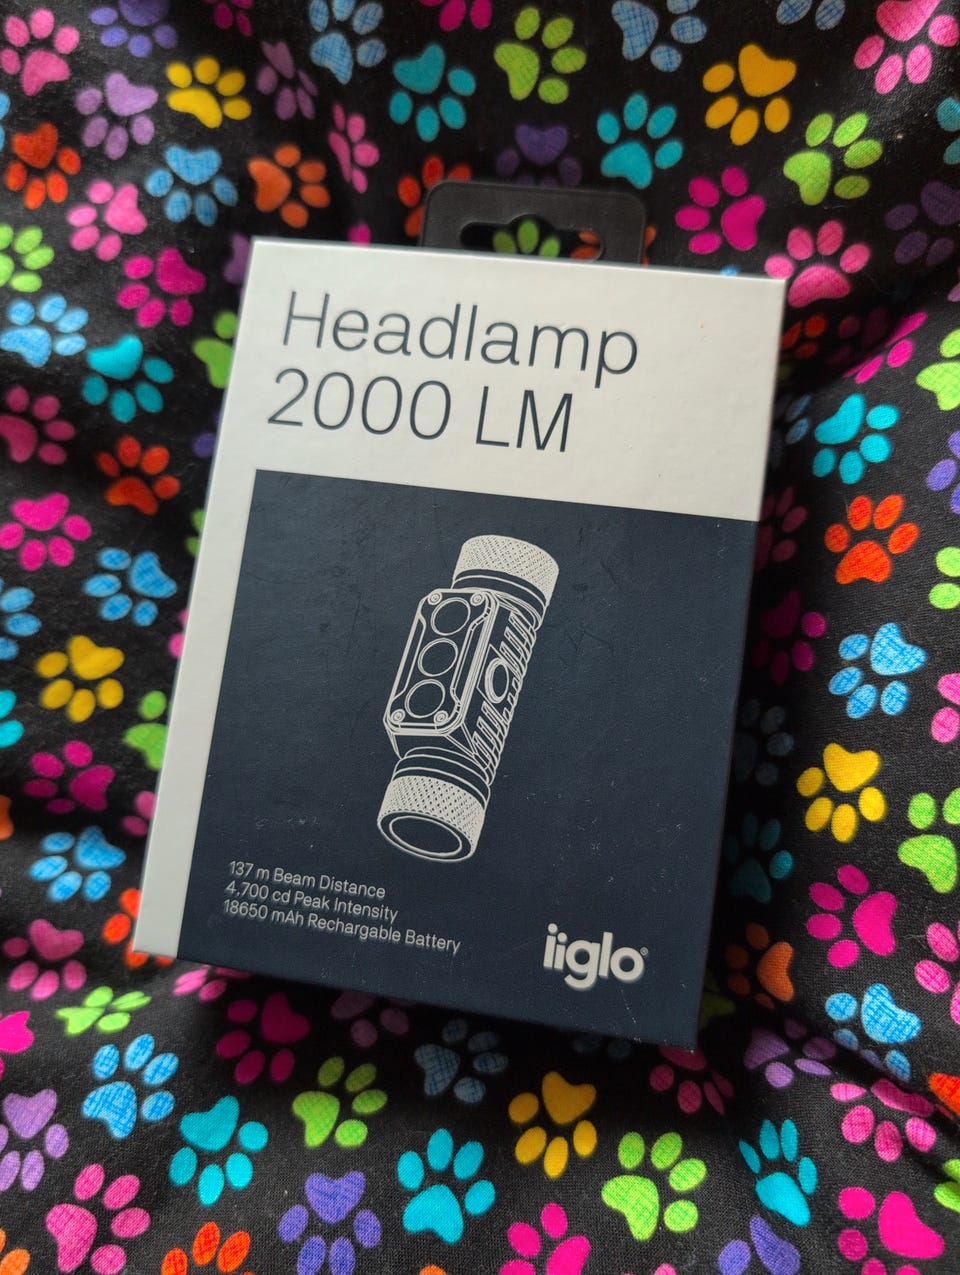 Headlamp
2000 LM
137 m Beam Distance
4,700 cd Peak Intensity
18650 mAh Rechargable Battery
iiglo®